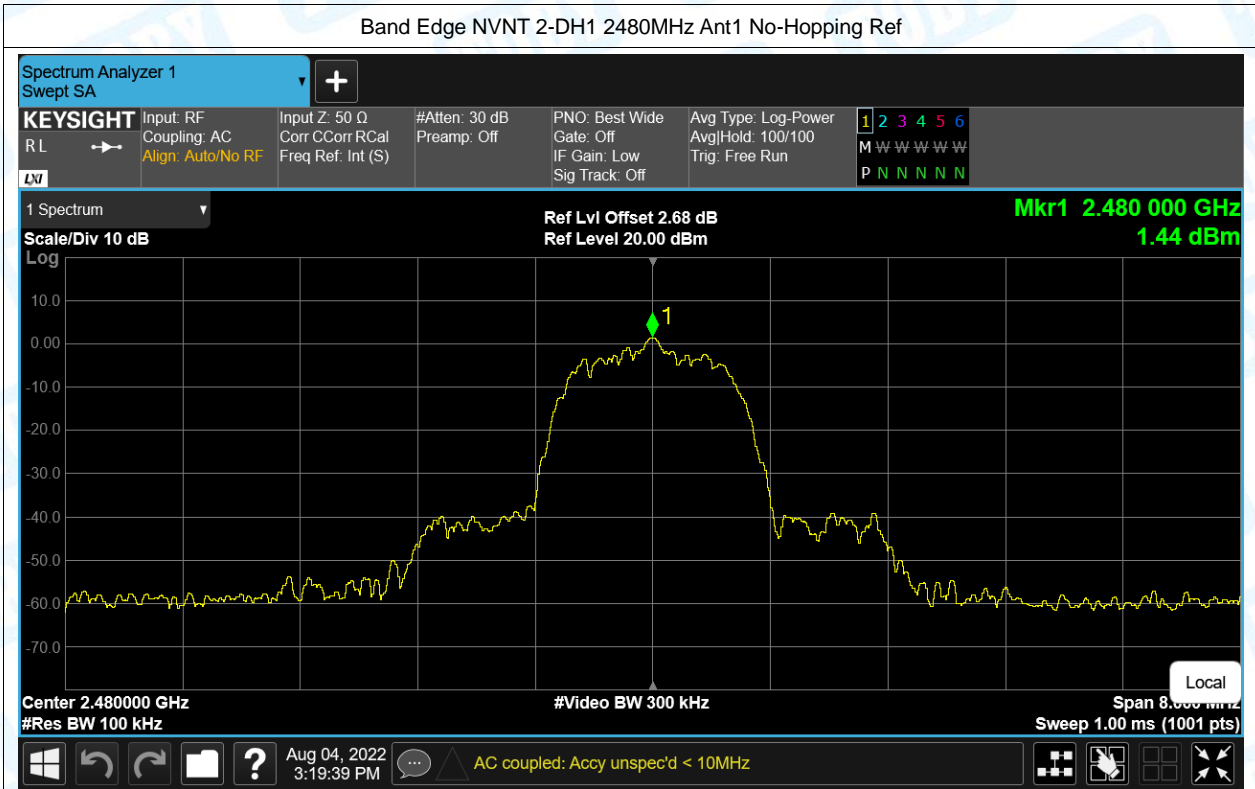 Band Edge NVNT 2-DH1 2480MHz Ant1 No-Hopping Ref
Spectrum Analyzer 1
Swept SA
KEYSIGHT
R L
LXI
Input: RF
Coupling: AC
Align: Auto/No RF
Input Z: 50 Ω
Corr CCorr RCal
Freq Ref: Int (S)
#Atten: 30 dB
Preamp: Off
PNO: Best Wide
Gate: Off
IF Gain: Low
Sig Track: Off
Avg Type: Log-Power
Avg|Hold: 100/100
Trig: Free Run
1 2 3 4 5 6
M W W W W W
P N N N N N
1 Spectrum
Scale/Div 10 dB
Ref Lvl Offset 2.68 dB
Ref Level 20.00 dBm
Mkr1 2.480 000 GHz
1.44 dBm
Log
10.0
0.00
-10.0
-20.0
-30.0
-40.0
-50.0
-60.0
-70.0
1
Center 2.480000 GHz
#Res BW 100 kHz
#Video BW 300 kHz
Local
Span
Sweep 1.00 ms (1001 pts)
?
Aug 04, 2022
3:19:39 PM
AC coupled: Accy unspec'd < 10MHz